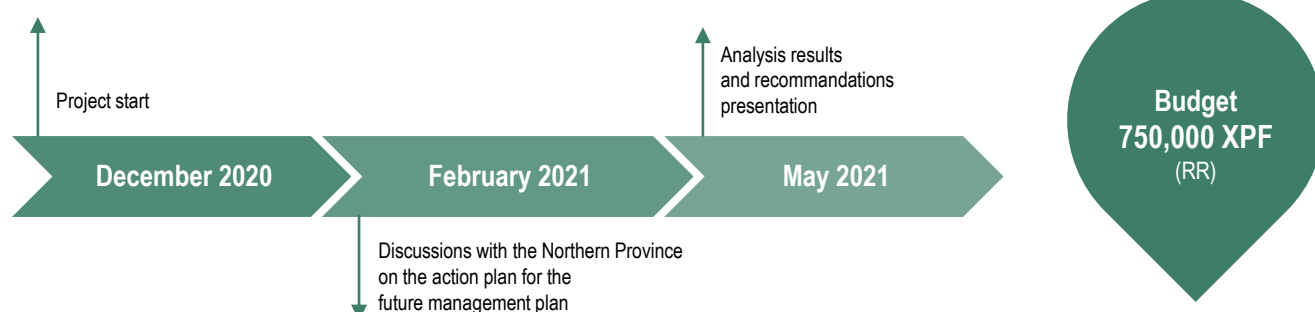 Project start
Analysis results
and recommandations
presentation
December 2020
February 2021
May 2021
Discussions with the Northern Province
on the action plan for the
future management plan
Budget
750,000 XPF
(RR)